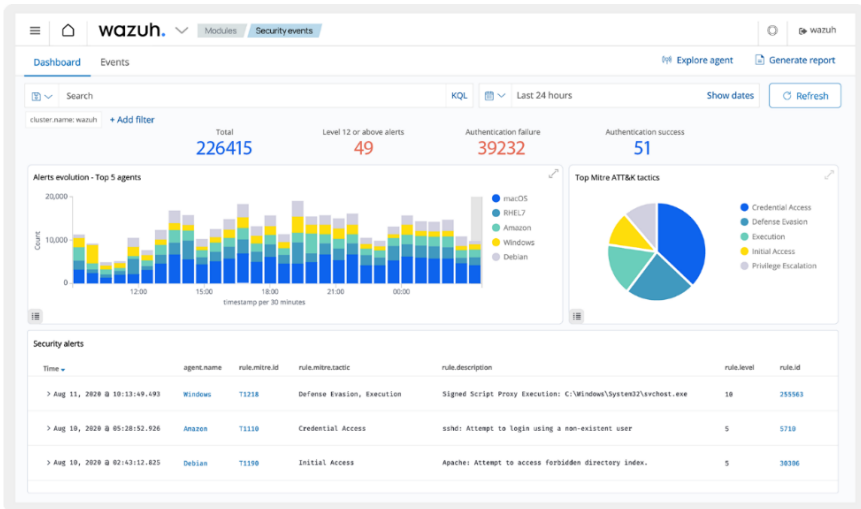 wazuh. Modules Security events wazuh
Dashboard Events Explore agent Generate report
Search KQL Last 24 hours Show dates Refresh
cluster.name: wazuh + Add filter
Total Level 12 or above alerts Authentication failure Authentication success
226415 49 39232 51
Alerts evolution - Top 5 agents
20,000
10,000
0
Count
12:00 15:00 18:00 21:00 00:00
timestamp per 30 minutes
macOS
RHEL7
Amazon
Windows
Debian
Top Mitre ATT&K tactics
Credential Access
Defense Evasion
Execution
Initial Access
Privilege Escalation
Security alerts
Time agent.name rule.mitre.id rule.mitre.tactic rule.description rule.level rule.id
> Aug 11, 2020 @ 10:13:49.493 Windows T1218 Defense Evasion, Execution Signed Script Proxy Execution: C:\Windows\System32\svchost.exe 10 255563
> Aug 10, 2020 @ 05:28:52.926 Amazon T1110 Credential Access sshd: Attempt to login using a non-existent user 5 5710
> Aug 10, 2020 @ 02:43:12.825 Debian T1190 Initial Access Apache: Attempt to access forbidden directory index. 5 30306